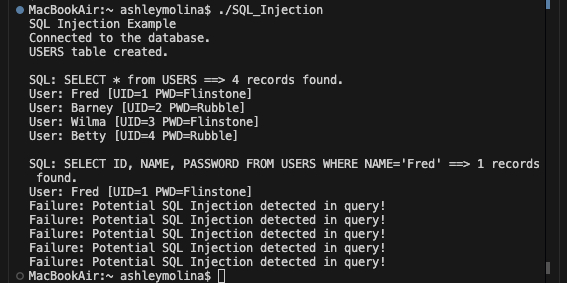 MacBookAir:~ ashleymolina$ ./SQL_Injection
SQL Injection Example
Connected to the database.
USERS table created.
SQL: SELECT * from USERS ==> 4 records found.
User: Fred [UID=1 PWD=Flinstone]
User: Barney [UID=2 PWD=Rubble]
User: Wilma [UID=3 PWD=Flinstone]
User: Betty [UID=4 PWD=Rubble]
SQL: SELECT ID, NAME, PASSWORD FROM USERS WHERE NAME='Fred' ==> 1 records
found.
User: Fred [UID=1 PWD=Flinstone]
Failure: Potential SQL Injection detected in query!
Failure: Potential SQL Injection detected in query!
Failure: Potential SQL Injection detected in query!
Failure: Potential SQL Injection detected in query!
Failure: Potential SQL Injection detected in query!
MacBookAir:~ ashleymolina$